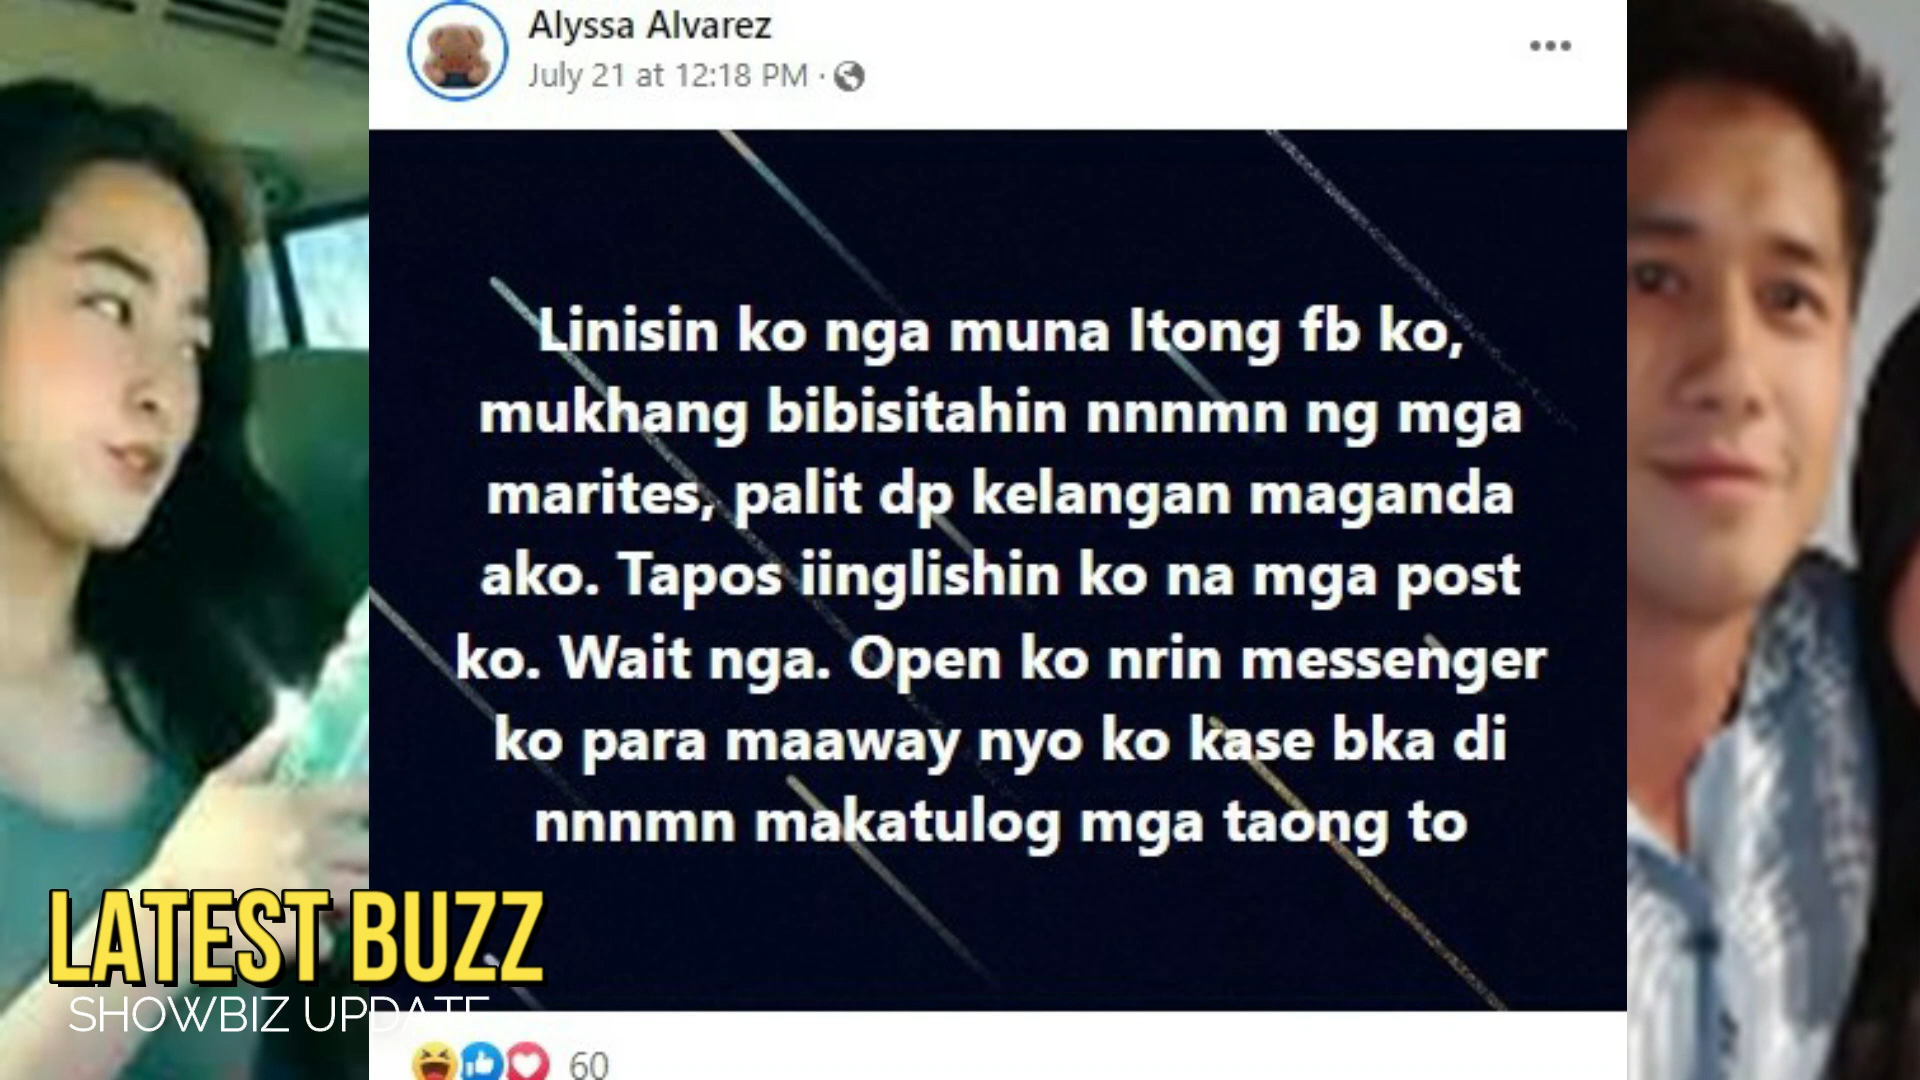 Alyssa Alvarez
July 21 at 12:18 PM ·
Linisin ko nga muna Itong fb ko,
mukhang bibisitahin nnnmn ng mga
marites, palit dp kelangan maganda
ako. Tapos iinglishin ko na mga post
ko. Wait nga. Open ko nrin messenger
ko para maaway nyo ko kase bka di
nnnmn makatulog mga taong to
LATEST BUZZ
SHOWBIZ UPDATE
60